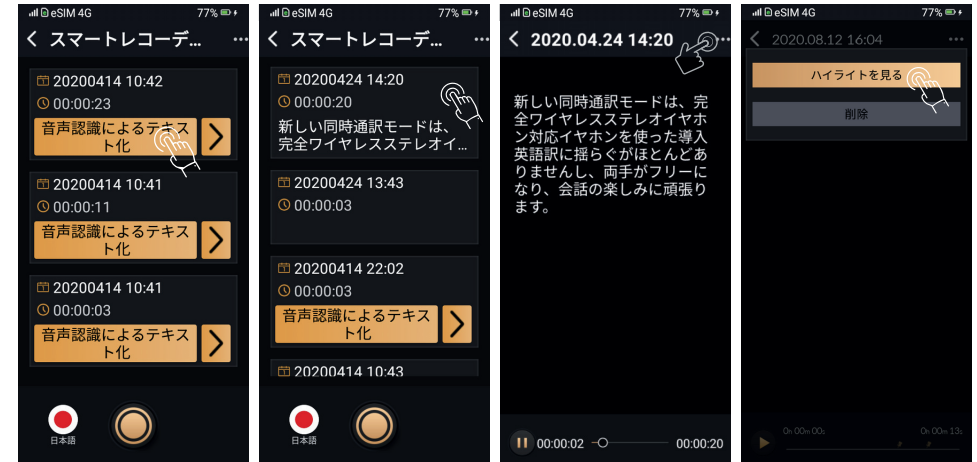 eSIM 4G 77%
スマートレコーデ... ...
20200414 10:42
00:00:23
音声認識によるテキス
ト化
20200414 10:41
00:00:11
音声認識によるテキス
ト化
20200414 10:41
00:00:03
音声認識によるテキス
ト化
日本語
eSIM 4G 77%
スマートレコーデ... ...
20200424 14:20
00:00:20
新しい同時通訳モードは、
完全ワイヤレスステレオイ...
20200424 13:43
00:00:03
20200414 22:02
00:00:03
音声認識によるテキス
ト化
20200414 10:43
日本語
eSIM 4G 77%
2020.04.24 14:20 ...
新しい同時通訳モードは、完
全ワイヤレスステレオイヤホ
ン対応イヤホンを使った導入
英語訳に揺らぐがほとんどあ
りませんし、両手がフリーに
なり、会話の楽しみに頑張り
ます。
00:00:02 00:00:20
eSIM 4G 77%
2020.08.12 16:04 ...
ハイライトを見る
削除
0h 00m 00s 0h 00m 13s